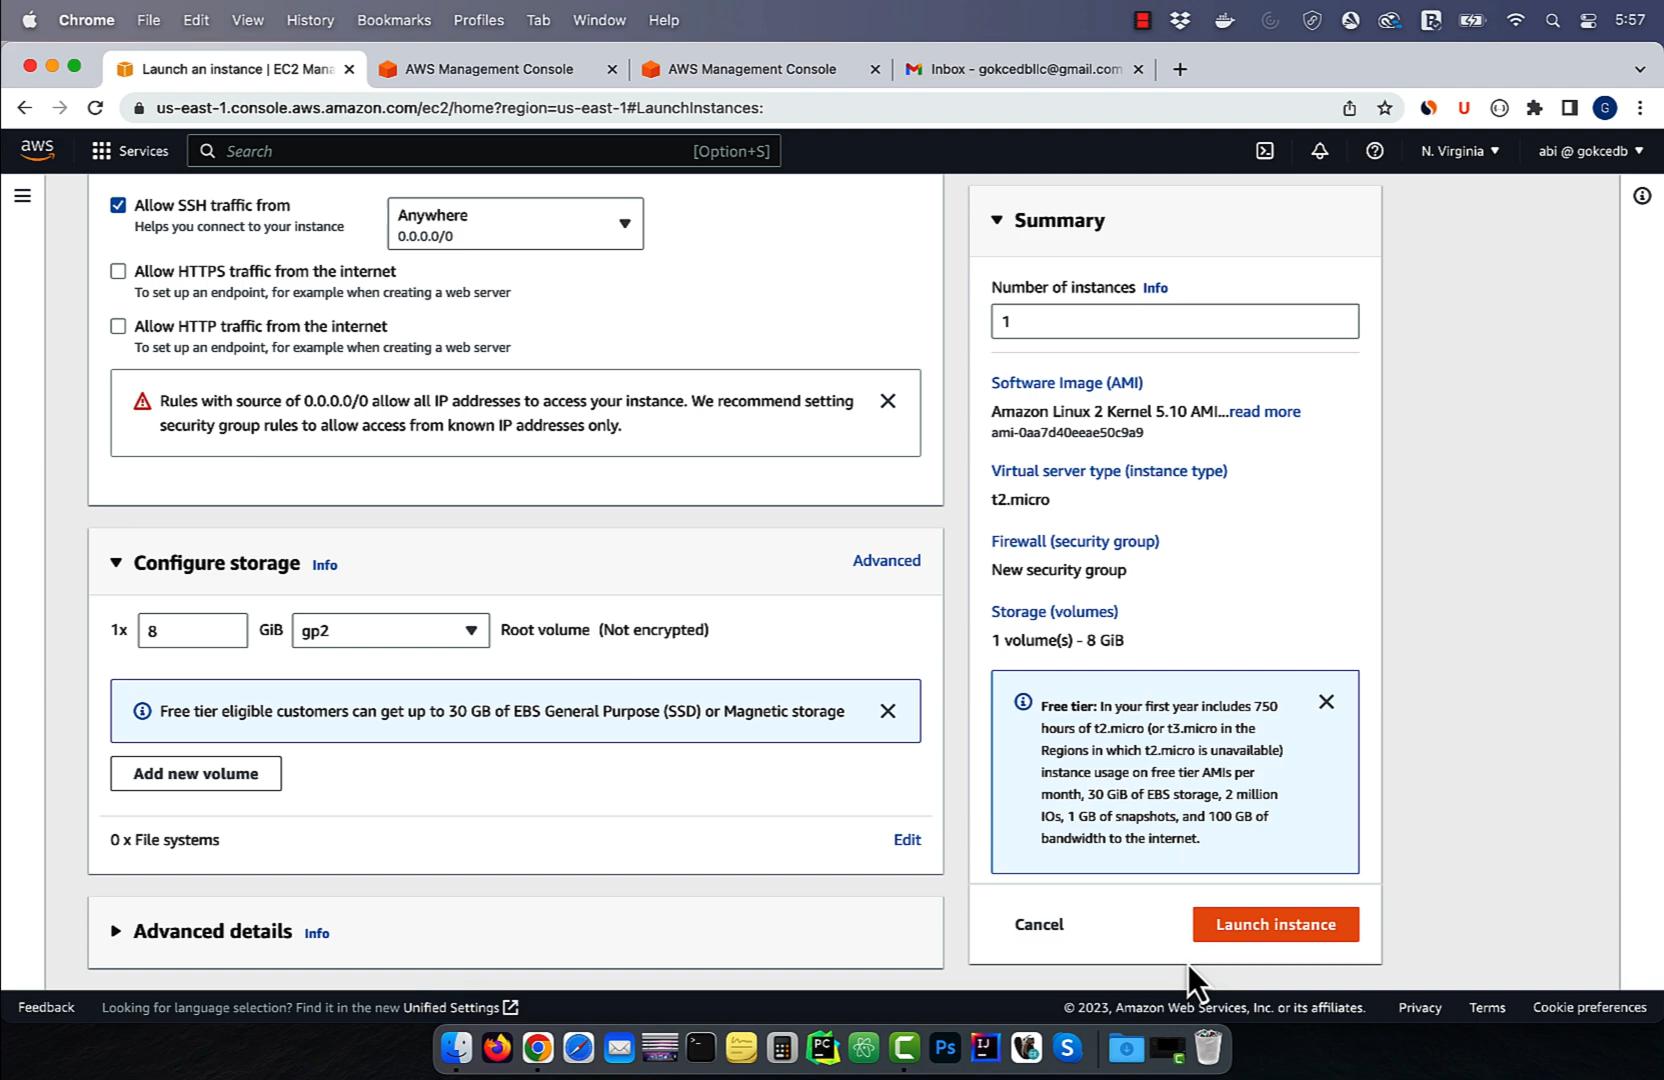 Chrome File Edit View History Bookmarks Profiles Tab Window Help 5:57
Launch an instance | EC2 Mana AWS Management Console AWS Management Console Inbox - gokcedbllc@gmail.com
us-east-1.console.aws.amazon.com/ec2/home?region=us-east-1#LaunchInstances: U G
aws Services Search [Option+S] N. Virginia abi @ gokcedb
Allow SSH traffic from
Helps you connect to your instance
Anywhere
0.0.0.0/0
Allow HTTPS traffic from the internet
To set up an endpoint, for example when creating a web server
Allow HTTP traffic from the internet
To set up an endpoint, for example when creating a web server
Rules with source of 0.0.0.0/0 allow all IP addresses to access your instance. We recommend setting
security group rules to allow access from known IP addresses only.
Configure storage Info Advanced
1x 8 GiB gp2 Root volume (Not encrypted)
Free tier eligible customers can get up to 30 GB of EBS General Purpose (SSD) or Magnetic storage
Add new volume
0 x File systems Edit
Advanced details Info
Summary
Number of instances Info
1
Software Image (AMI)
Amazon Linux 2 Kernel 5.10 AMI...read more
ami-0aa7d40eeae50c9a9
Virtual server type (instance type)
t2.micro
Firewall (security group)
New security group
Storage (volumes)
1 volume(s) - 8 GiB
Free tier: In your first year includes 750
hours of t2.micro (or t3.micro in the
Regions in which t2.micro is unavailable)
instance usage on free tier AMIs per
month, 30 GiB of EBS storage, 2 million
IOs, 1 GB of snapshots, and 100 GB of
bandwidth to the internet.
Cancel Launch instance
Feedback Looking for language selection? Find it in the new Unified Settings © 2023, Amazon Web Services, Inc. or its affiliates. Privacy Terms Cookie preferences
PC Ps IJ S